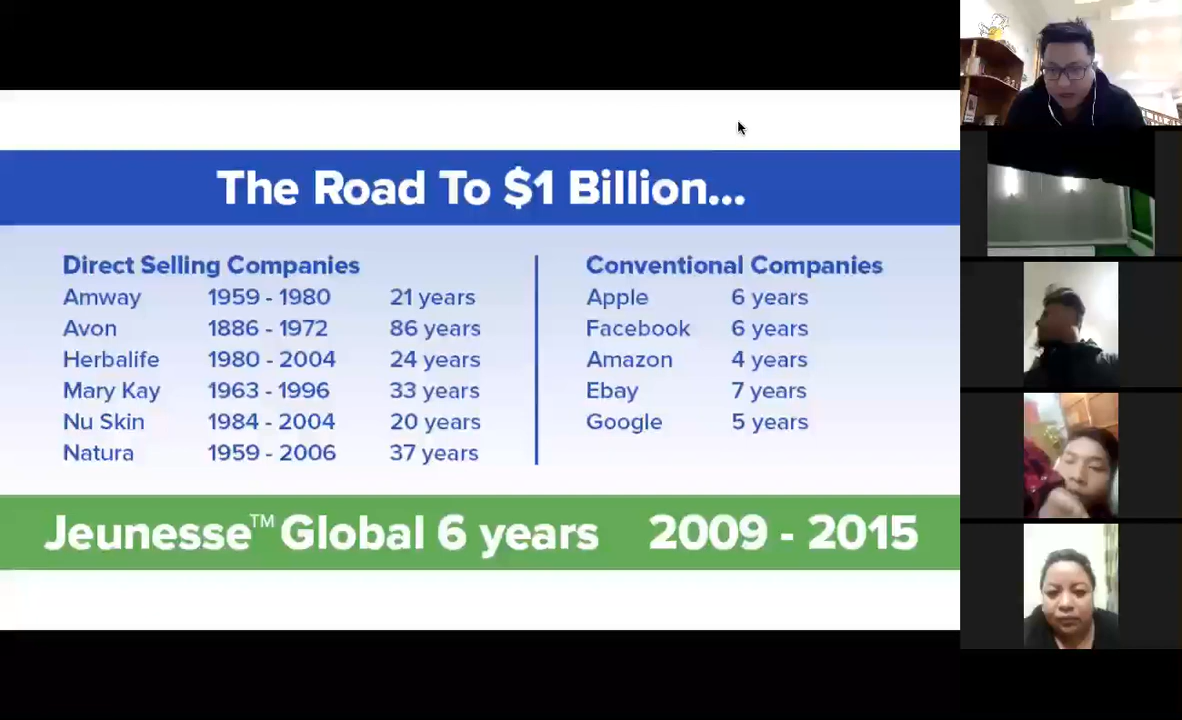 The Road To $1 Billion...
Direct Selling Companies
Amway 1959 - 1980 21 years
Avon 1886 - 1972 86 years
Herbalife 1980 - 2004 24 years
Mary Kay 1963 - 1996 33 years
Nu Skin 1984 - 2004 20 years
Natura 1959 - 2006 37 years
Conventional Companies
Apple 6 years
Facebook 6 years
Amazon 4 years
Ebay 7 years
Google 5 years
Jeunesse™ Global 6 years 2009 - 2015